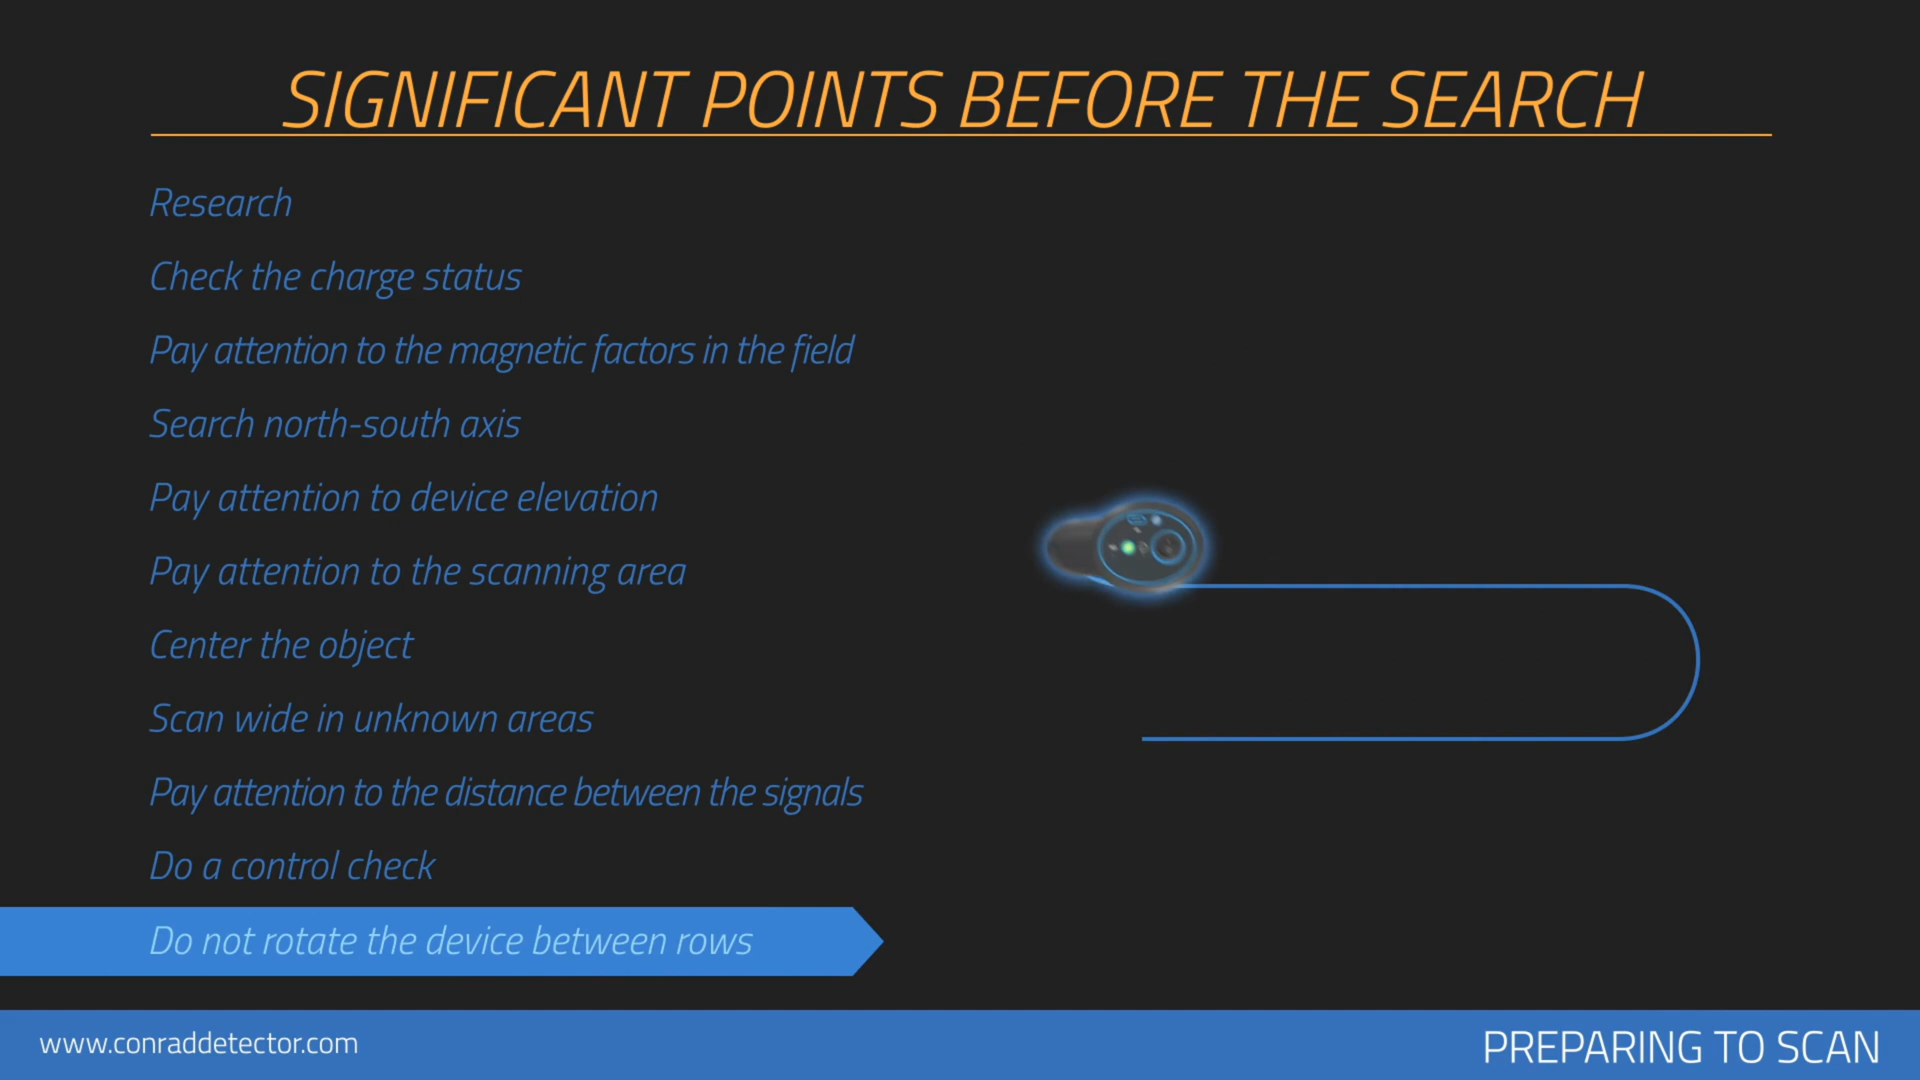 SIGNIFICANT POINTS BEFORE THE SEARCH
Research
Check the charge status
Pay attention to the magnetic factors in the field
Search north-south axis
Pay attention to device elevation
Pay attention to the scanning area
Center the object
Scan wide in unknown areas
Pay attention to the distance between the signals
Do a control check
Do not rotate the device between rows
www.conraddetector.com
PREPARING TO SCAN